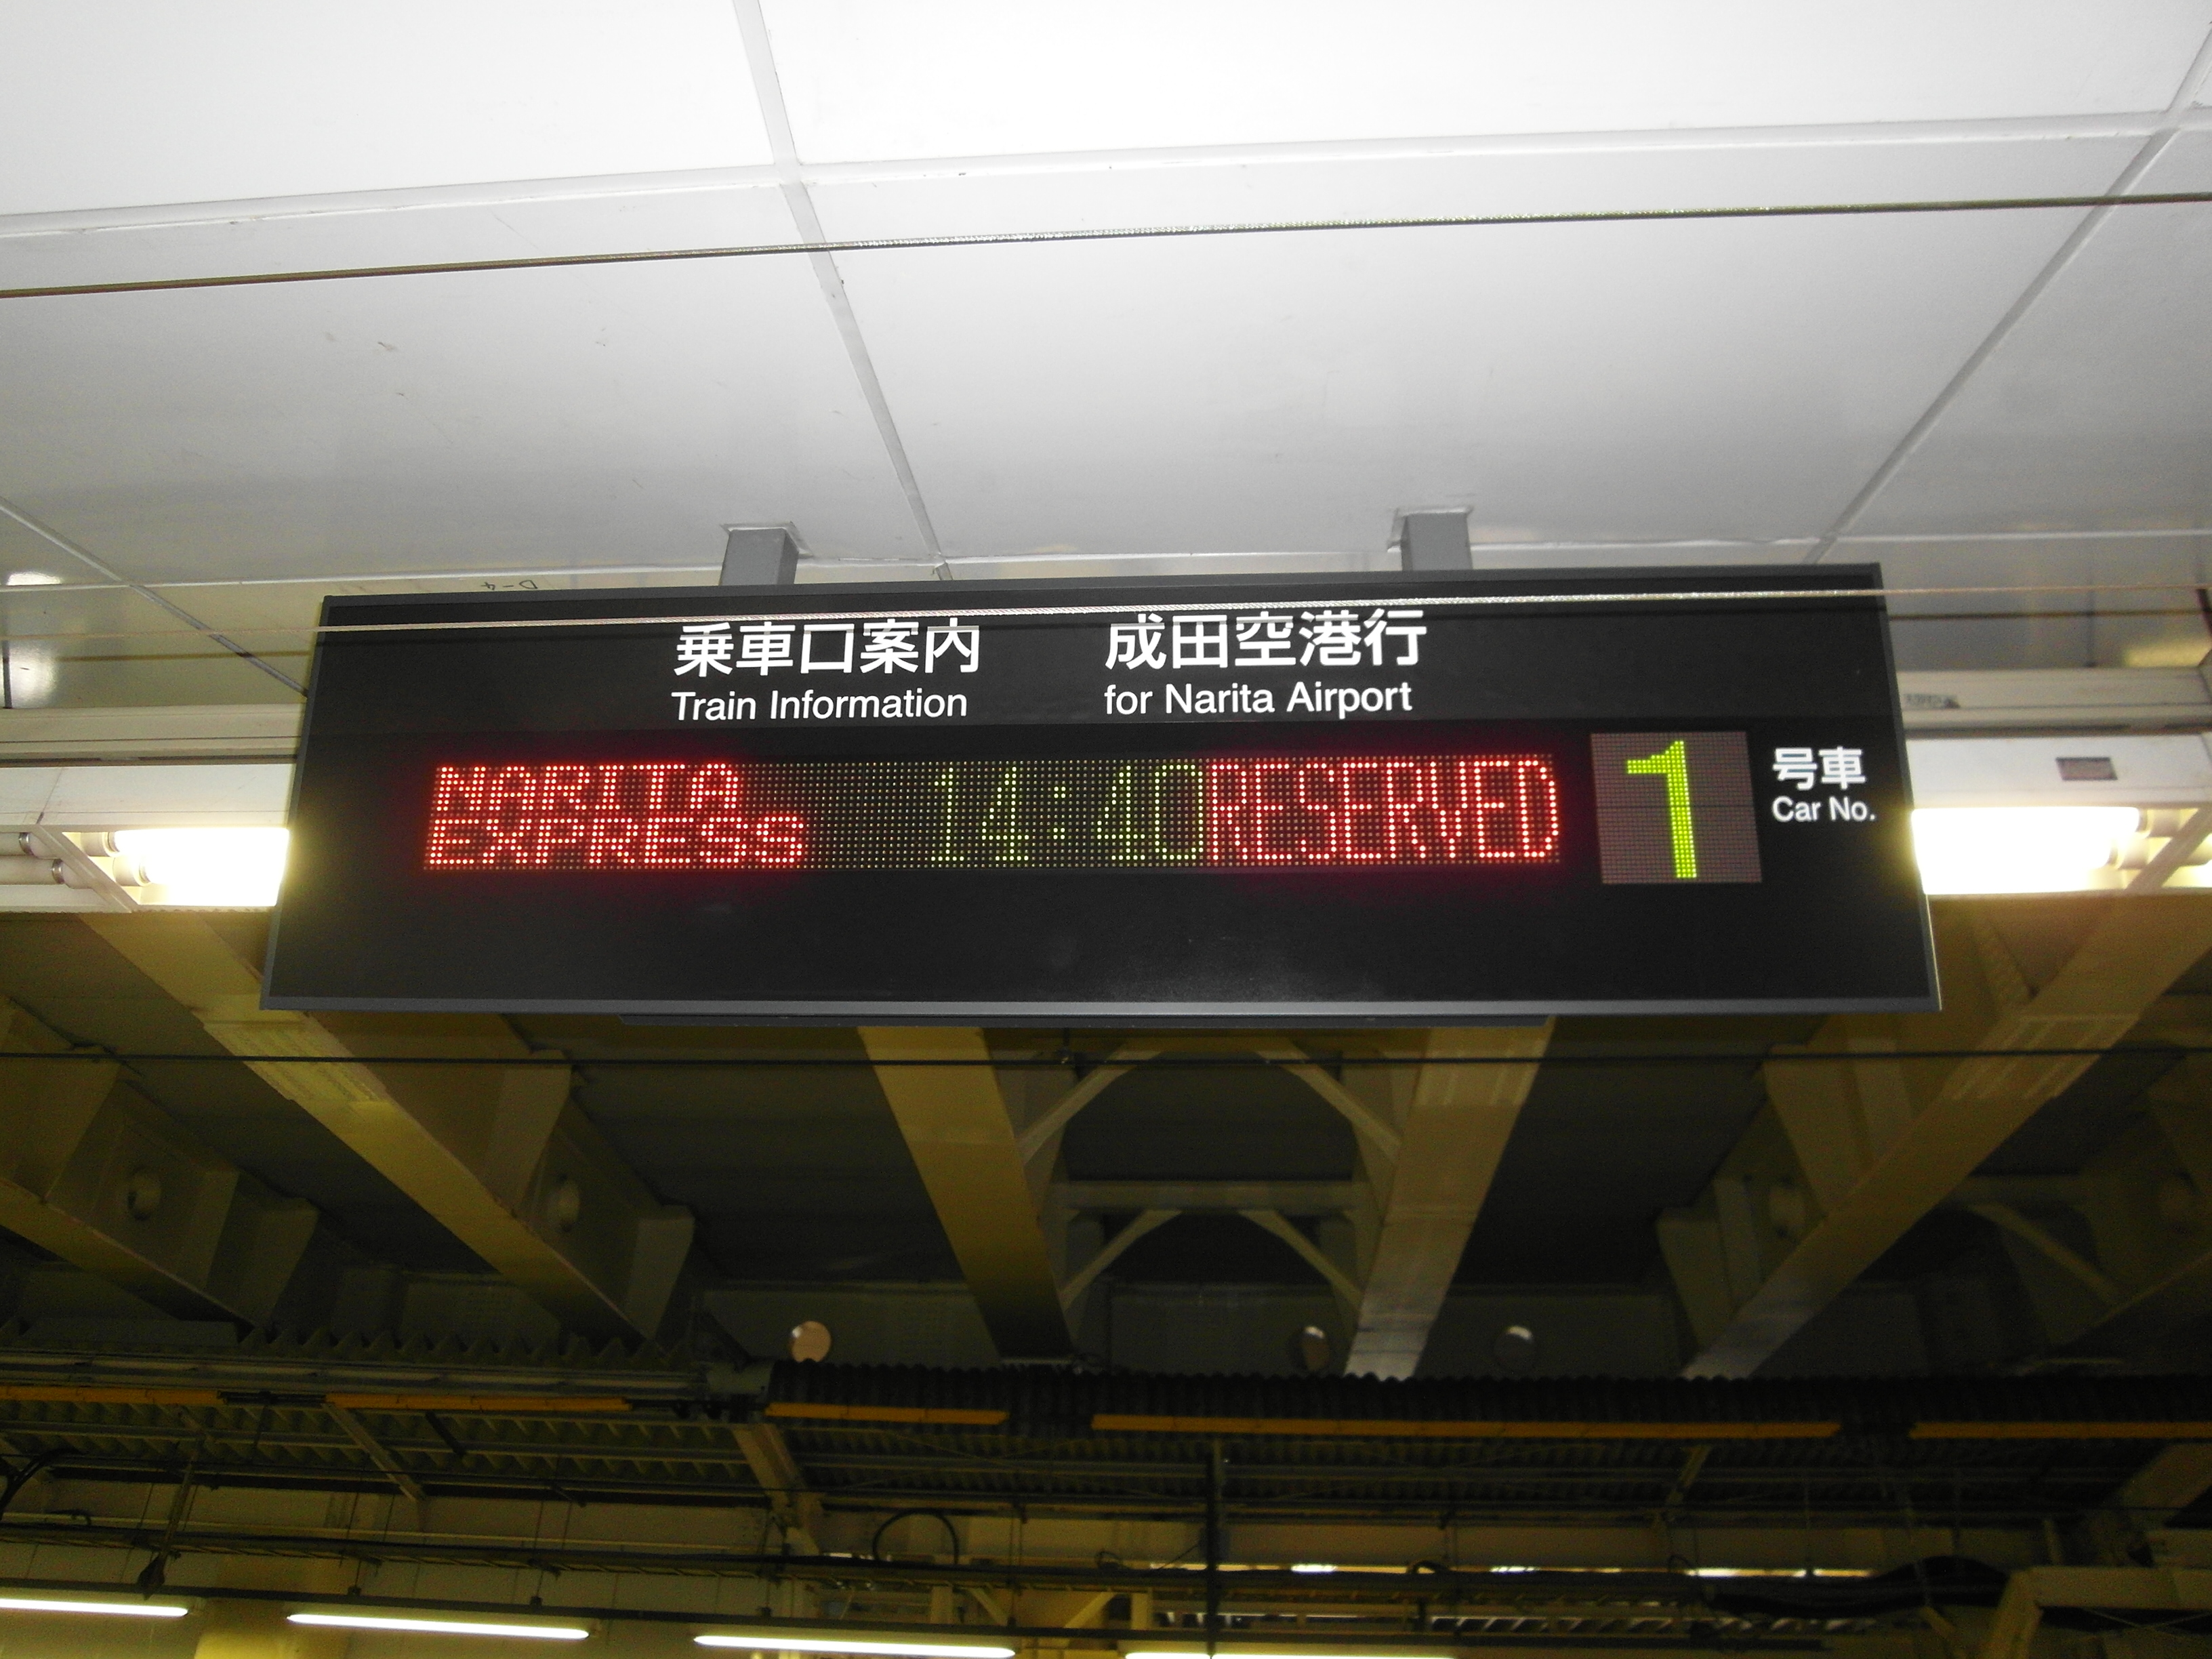 乗車口案内 成田空港行
Train Information for Narita Airport
NARITA
EXPRESS 14:40 RESERVED 1
号車
Car No.
D-4